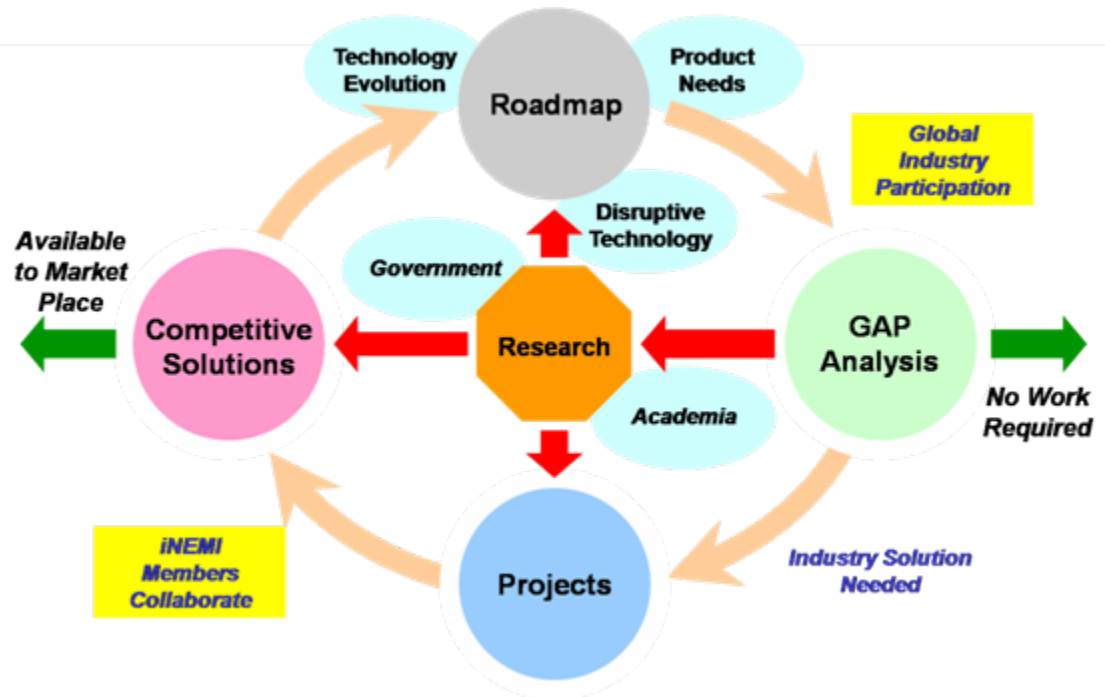 Technology
Evolution
Roadmap
Product
Needs
Global
Industry
Participation
Disruptive
Technology
Government
Available
to Market
Place
Competitive
Solutions
Research
GAP
Analysis
Academia
No Work
Required
iNEMI
Members
Collaborate
Projects
Industry Solution
Needed